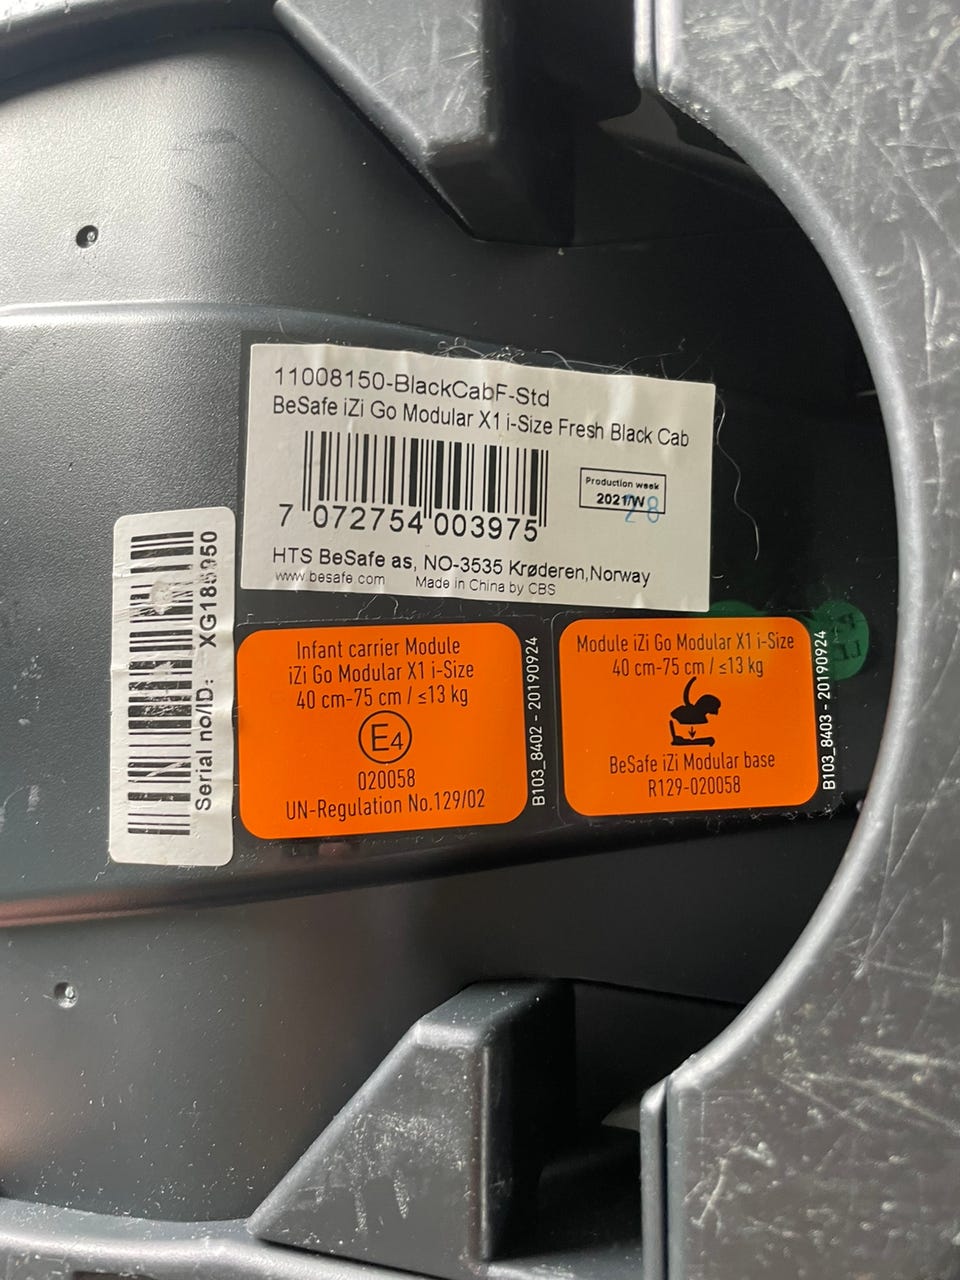 11008150-BlackCabF-Std
BeSafe iZi Go Modular X1 i-Size Fresh Black Cab
Production week
2021/W
28
7 072754 003975
HTS BeSafe as, NO-3535 Krøderen,Norway
www.besafe.com Made in China by CBS
Serial no/ID: XG185950
Infant carrier Module
iZi Go Modular X1 i-Size
40 cm-75 cm / ≤13 kg
E4
020058
UN-Regulation No.129/02
B103_8402 - 20190924
Module iZi Go Modular X1 i-Size
40 cm-75 cm / ≤13 kg
BeSafe iZi Modular base
R129-020058
B103_8403 - 20190924